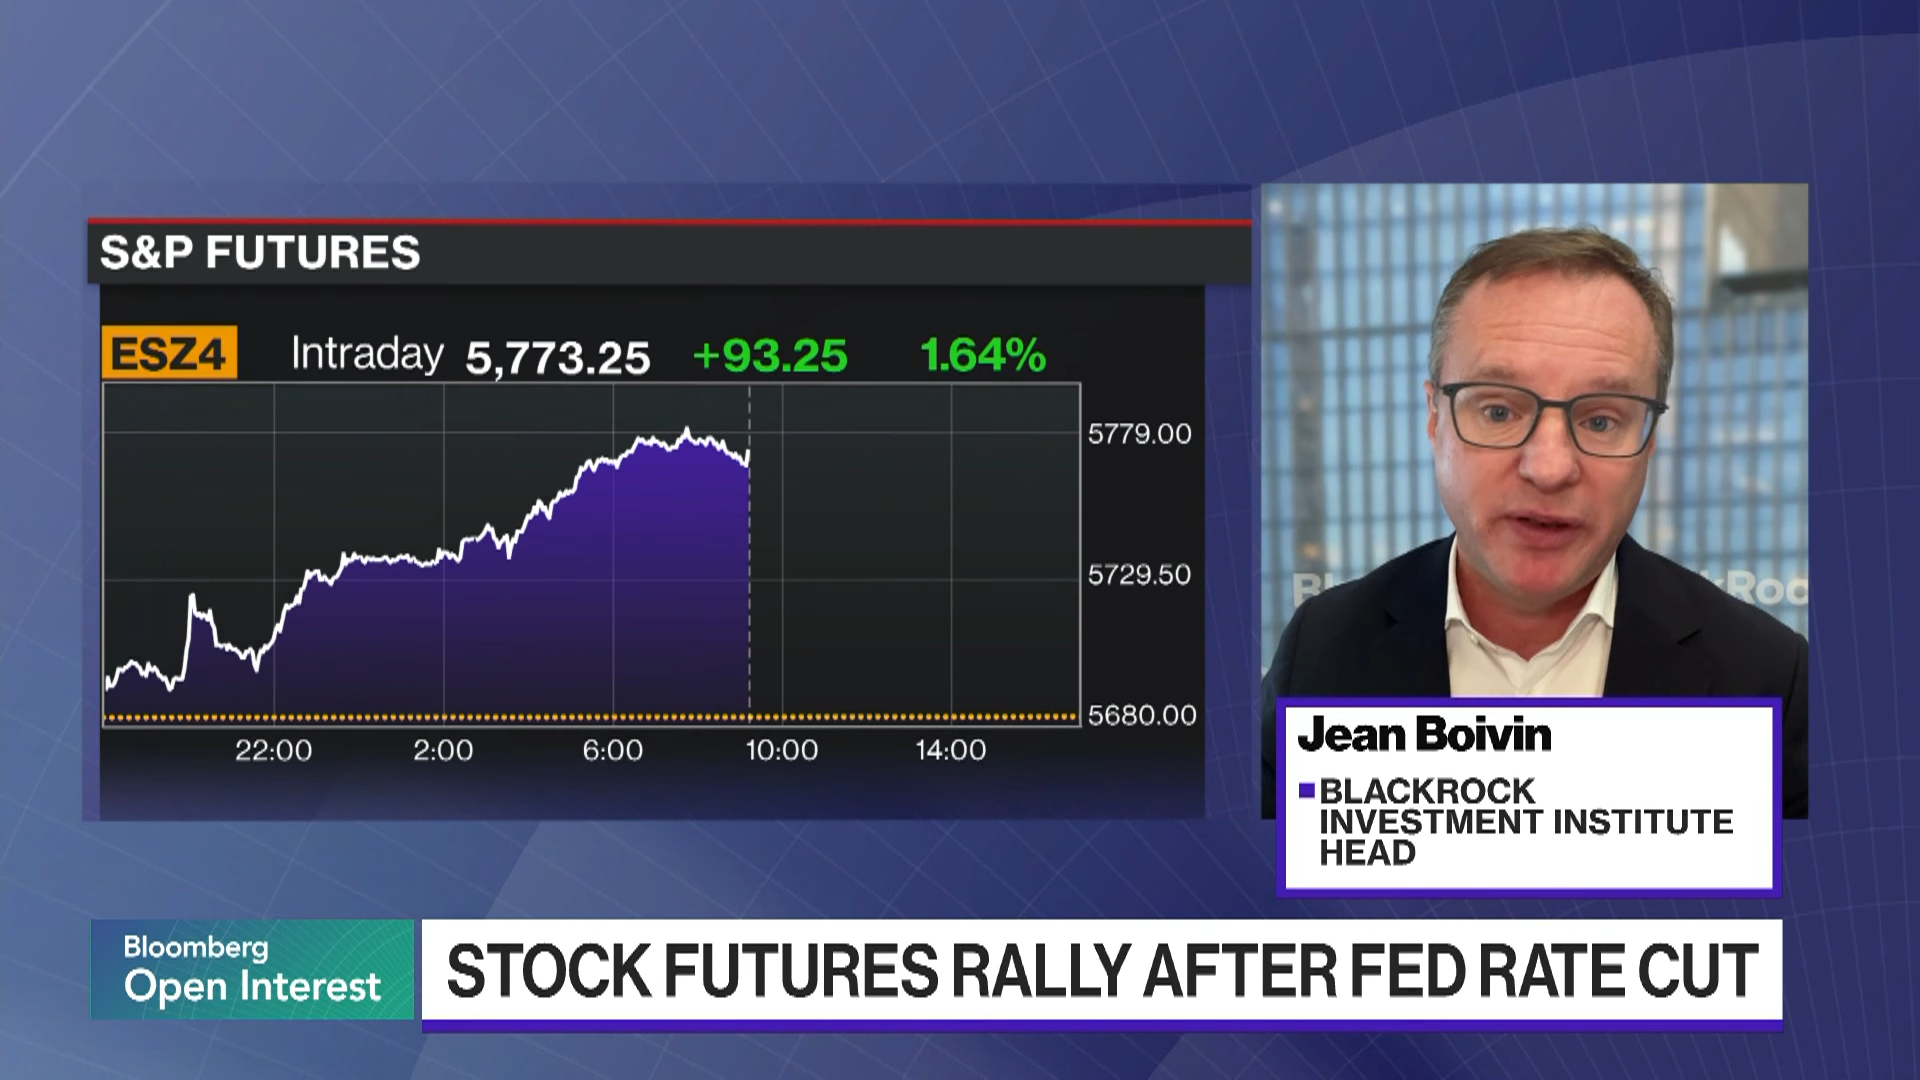 S&P FUTURES
ESZ4 Intraday 5,773.25 +93.25 1.64%
5779.00
5729.50
5680.00
22:00 2:00 6:00 10:00 14:00
Jean Boivin
BLACKROCK
INVESTMENT INSTITUTE
HEAD
Bloomberg
Open Interest
STOCK FUTURES RALLY AFTER FED RATE CUT